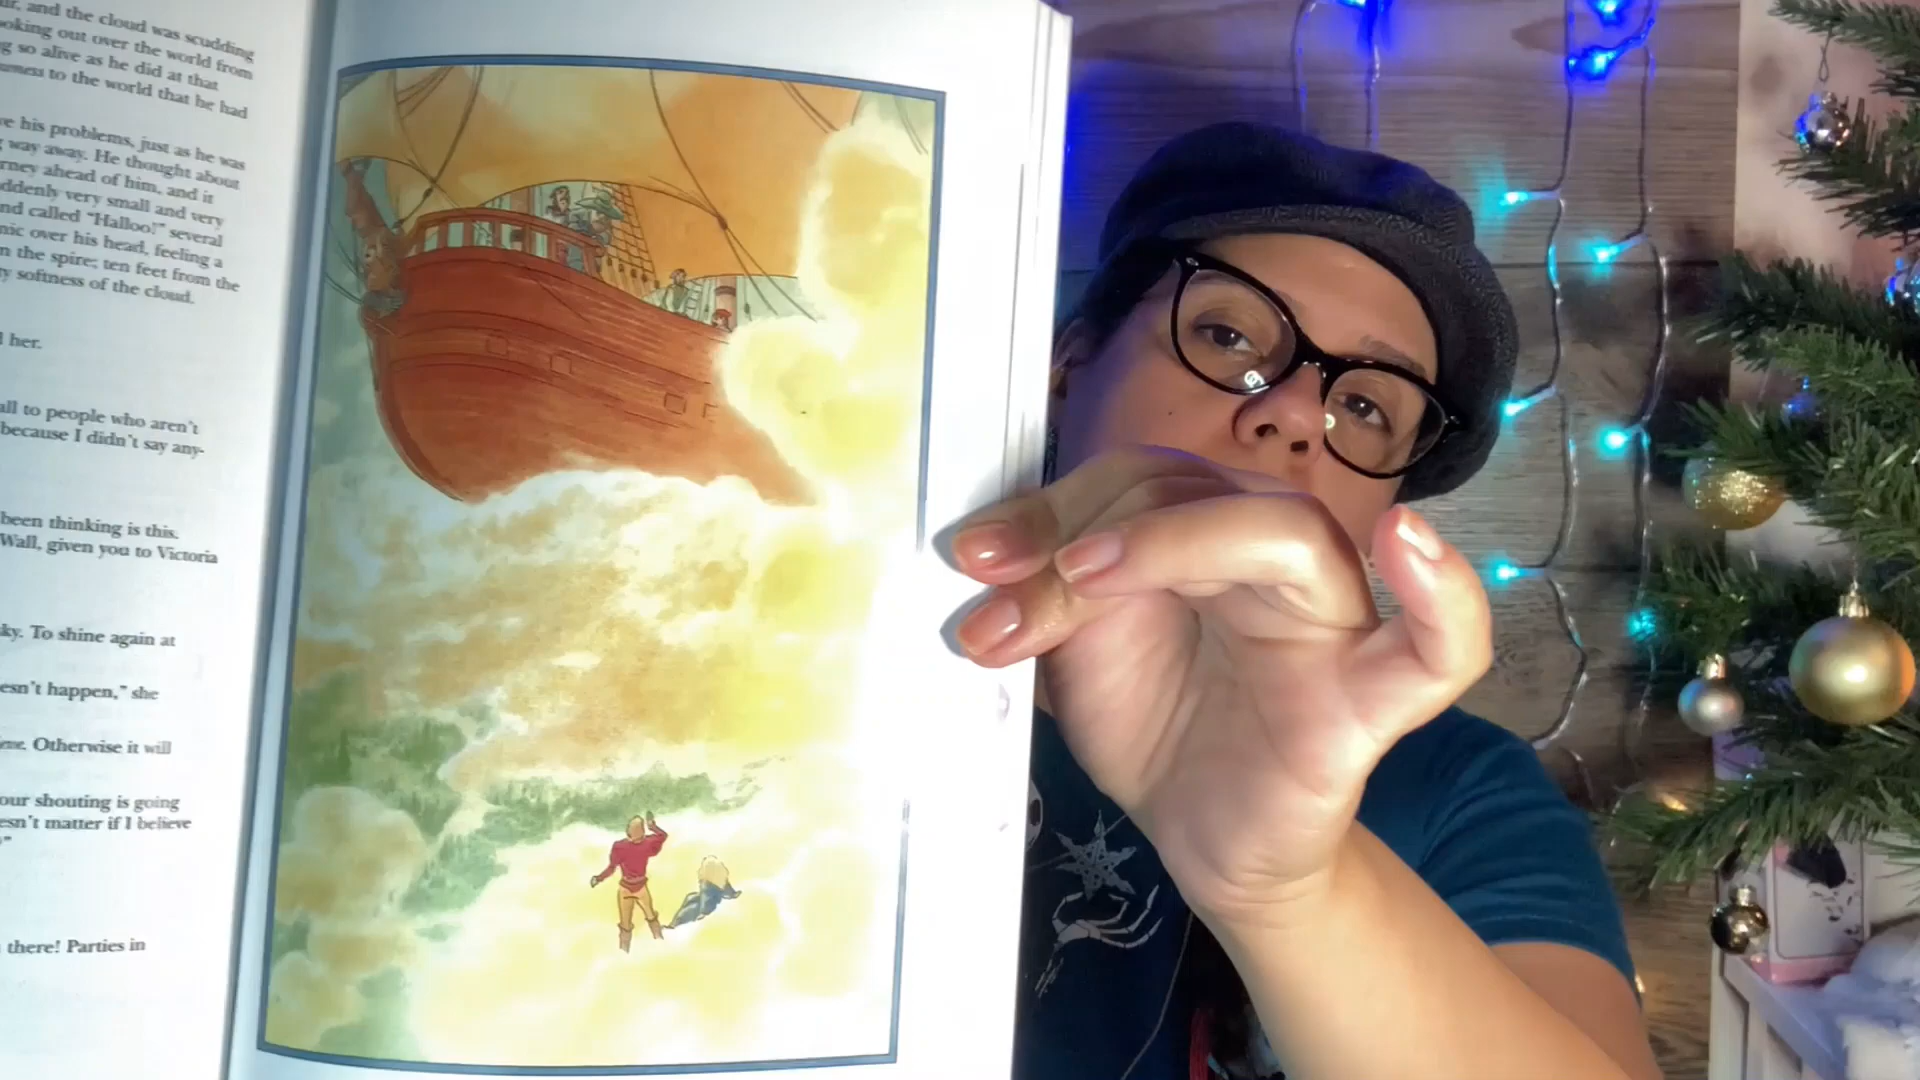 ir, and the cloud was scudding
ooking out over the world from
g so alive as he did at that
to the world that he had
ve his problems, just as he was
way away. He thought about
rney ahead of him, and it
ddenly very small and very
nd called “Halloo!” several
nic over his head, feeling a
n the spire; ten feet from the
ty softness of the cloud.
her.
all to people who aren’t
because I didn’t say any-
been thinking is this.
Wall, given you to Victoria
ky. To shine again at
esn’t happen,” she
Otherwise it will
our shouting is going
esn’t matter if I believe
”
there! Parties in